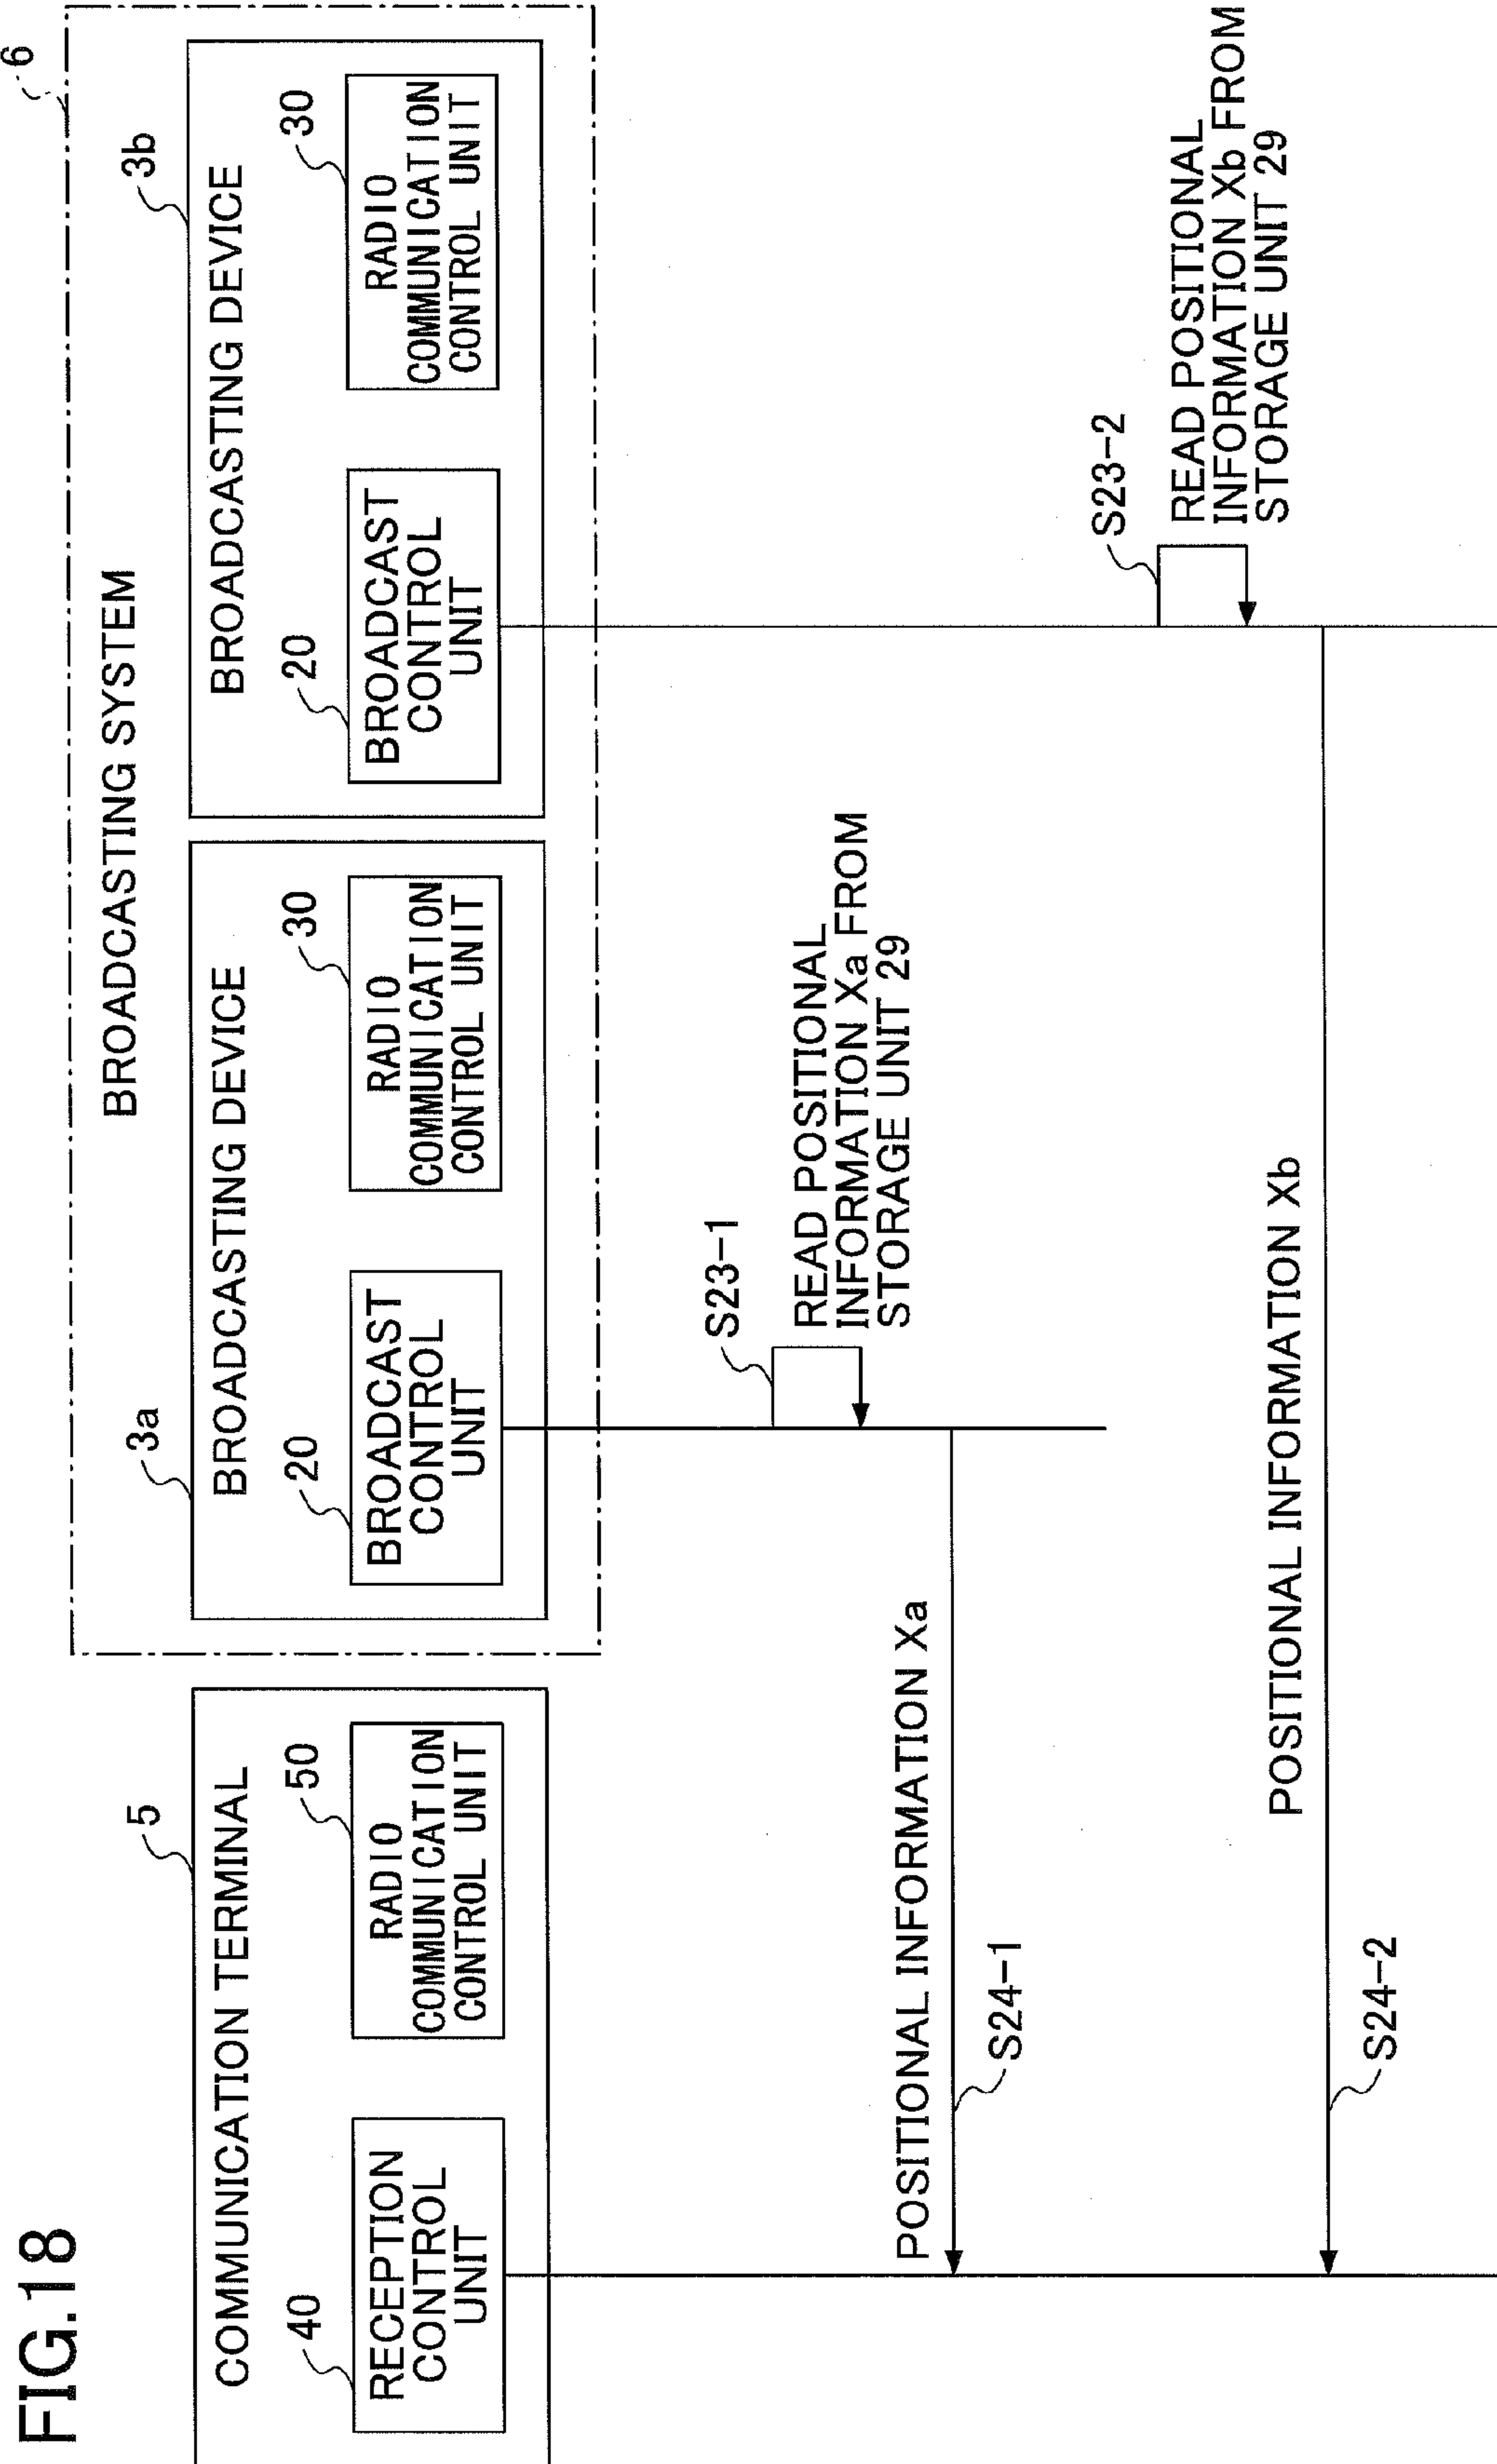 FIG.18
6
BROADCASTING SYSTEM
5
COMMUNICATION TERMINAL
40
RECEPTION
CONTROL
UNIT
50
RADIO
COMMUNICATION
CONTROL UNIT
3a
BROADCASTING DEVICE
20
BROADCAST
CONTROL
UNIT
30
RADIO
COMMUNICATION
CONTROL UNIT
3b
BROADCASTING DEVICE
20
BROADCAST
CONTROL
UNIT
30
RADIO
COMMUNICATION
CONTROL UNIT
S23-1
READ POSITIONAL
INFORMATION Xa FROM
STORAGE UNIT 29
POSITIONAL INFORMATION Xa
S24-1
S23-2
READ POSITIONAL
INFORMATION Xb FROM
STORAGE UNIT 29
POSITIONAL INFORMATION Xb
S24-2